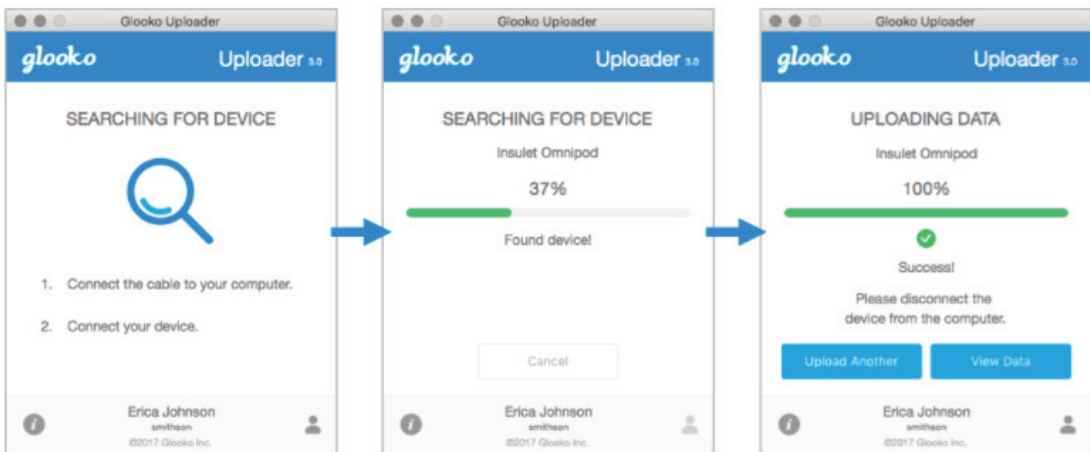 Glooko Uploader
glooko Uploader 3.0
SEARCHING FOR DEVICE
1. Connect the cable to your computer.
2. Connect your device.
Erica Johnson
smithson
©2017 Glooko Inc.
Glooko Uploader
glooko Uploader 3.0
SEARCHING FOR DEVICE
Insulet Omnipod
37%
Found device!
Cancel
Erica Johnson
smithson
©2017 Glooko Inc.
Glooko Uploader
glooko Uploader 3.0
UPLOADING DATA
Insulet Omnipod
100%
Success!
Please disconnect the
device from the computer.
Upload Another View Data
Erica Johnson
smithson
©2017 Glooko Inc.